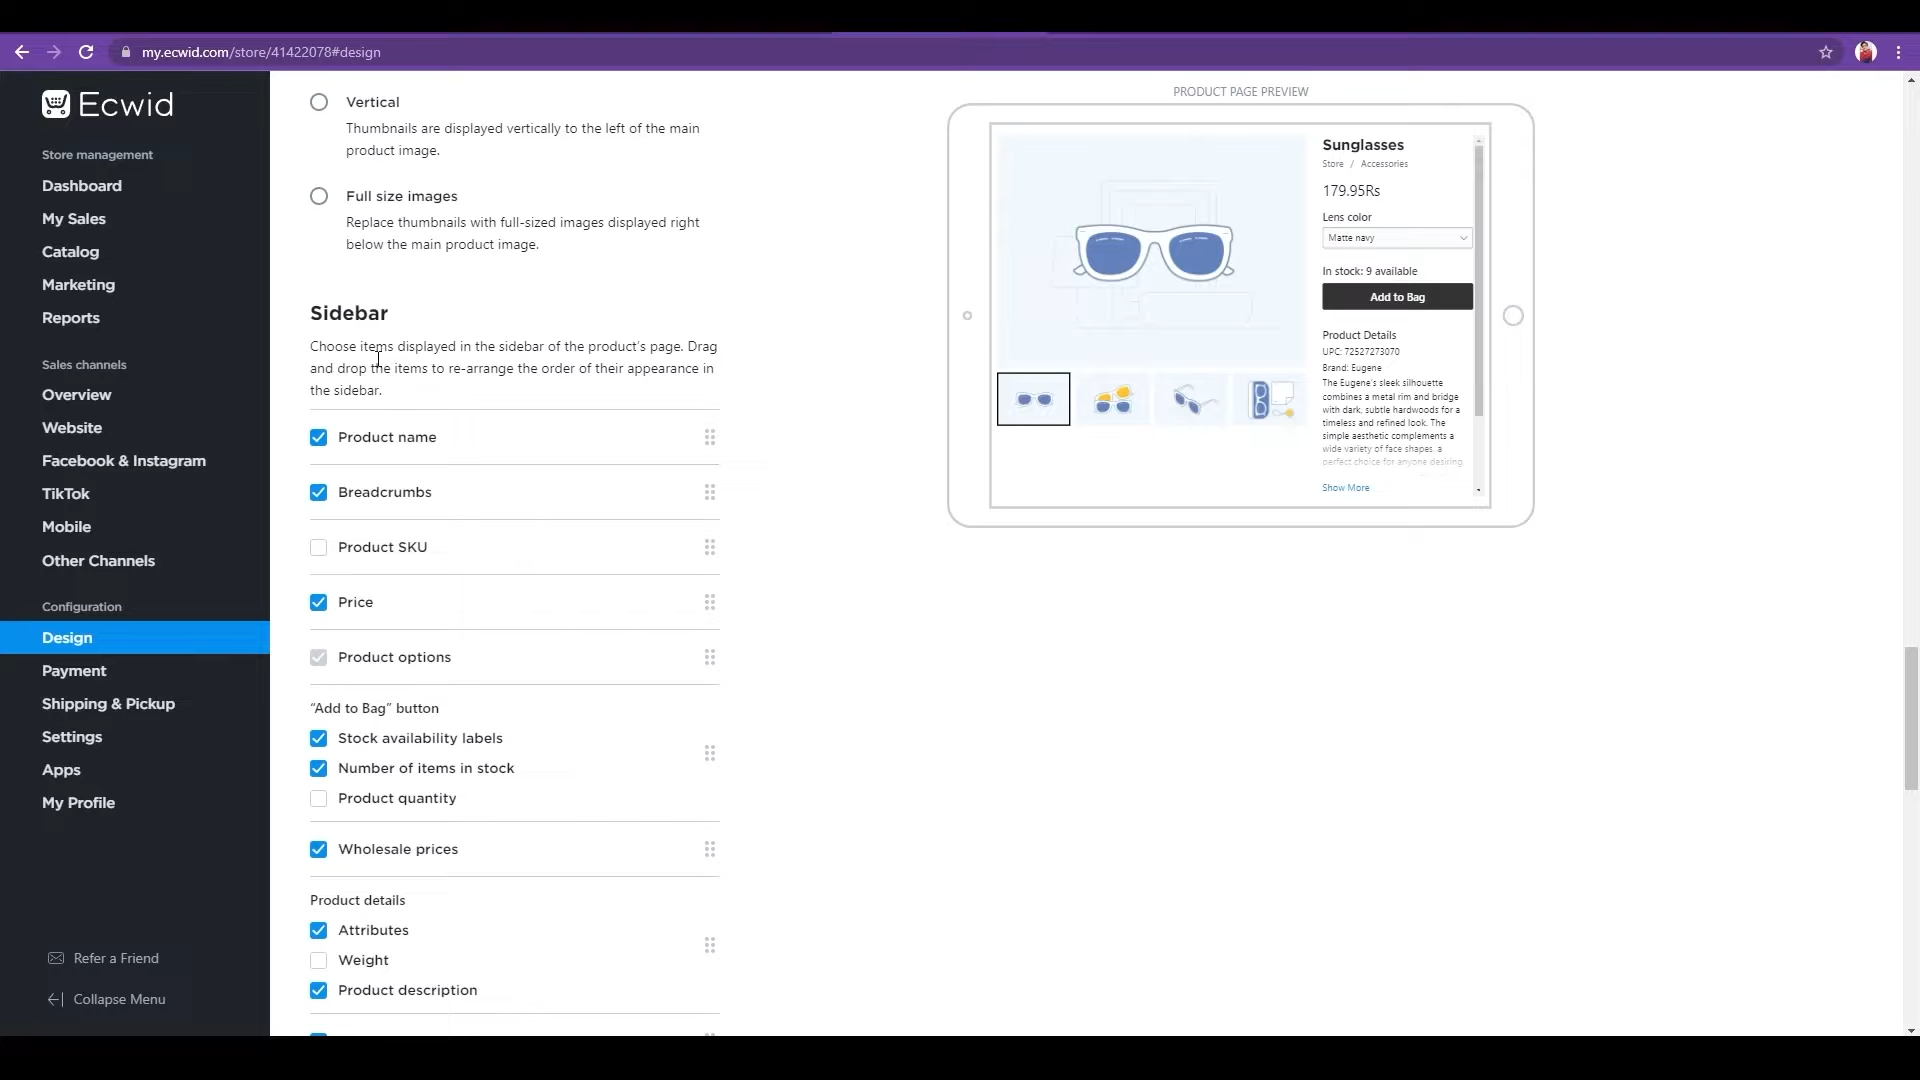 my.ecwid.com/store/41422078#design
Ecwid
Store management
Dashboard
My Sales
Catalog
Marketing
Reports
Sales channels
Overview
Website
Facebook & Instagram
TikTok
Mobile
Other Channels
Configuration
Design
Payment
Shipping & Pickup
Settings
Apps
My Profile
Refer a Friend
Collapse Menu
Vertical
Thumbnails are displayed vertically to the left of the main
product image.
Full size images
Replace thumbnails with full-sized images displayed right
below the main product image.
Sidebar
Choose items displayed in the sidebar of the product's page. Drag
and drop the items to re-arrange the order of their appearance in
the sidebar.
Product name
Breadcrumbs
Product SKU
Price
Product options
“Add to Bag” button
Stock availability labels
Number of items in stock
Product quantity
Wholesale prices
Product details
Attributes
Weight
Product description
PRODUCT PAGE PREVIEW
Sunglasses
Store / Accessories
179.95Rs
Lens color
Matte navy
In stock: 9 available
Add to Bag
Product Details
UPC: 72527273070
Brand: Eugene
The Eugene's sleek silhouette
combines a metal rim and bridge
with dark, subtle hardwoods for a
timeless and refined look. The
simple aesthetic complements a
wide variety of face shapes, a
perfect choice for anyone desiring
Show More